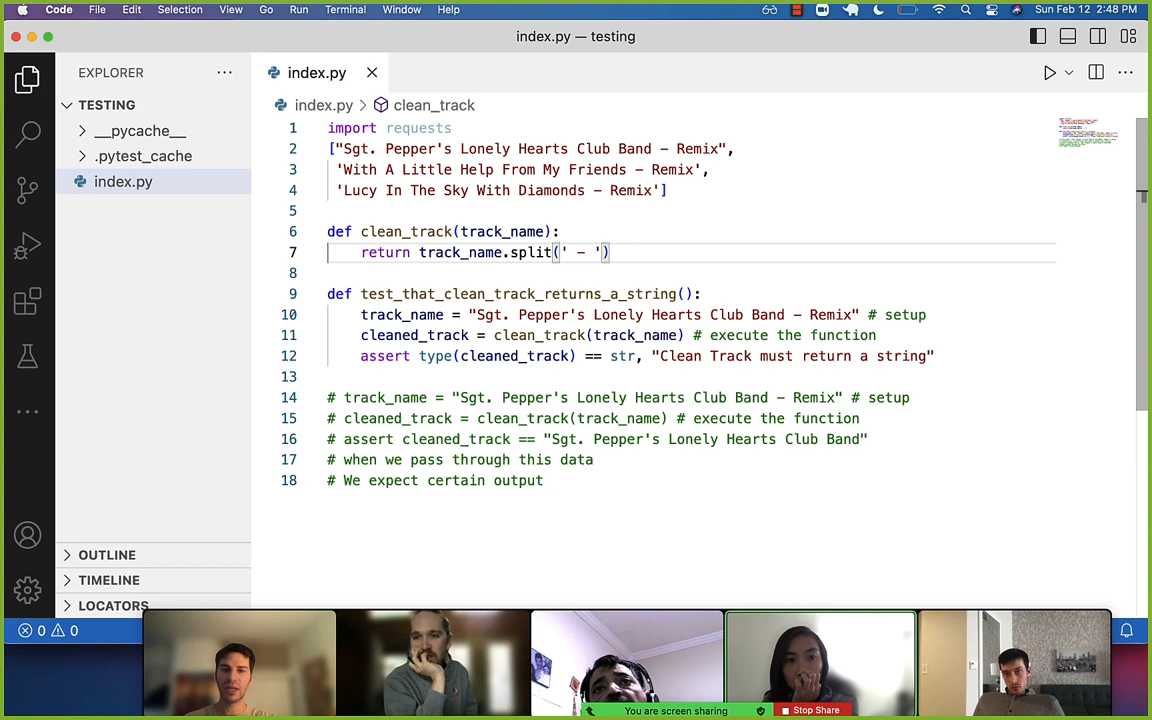 Code File Edit Selection View Go Run Terminal Window Help Sun Feb 12 2:48 PM
index.py — testing
EXPLORER
index.py
TESTING
index.py > clean_track
__pycache__
.pytest_cache
index.py
1 import requests
2 ["Sgt. Pepper's Lonely Hearts Club Band - Remix",
3 'With A Little Help From My Friends - Remix',
4 'Lucy In The Sky With Diamonds - Remix']
5
6 def clean_track(track_name):
7 return track_name.split(' - ')
8
9 def test_that_clean_track_returns_a_string():
10 track_name = "Sgt. Pepper's Lonely Hearts Club Band - Remix" # setup
11 cleaned_track = clean_track(track_name) # execute the function
12 assert type(cleaned_track) == str, "Clean Track must return a string"
13
14 # track_name = "Sgt. Pepper's Lonely Hearts Club Band - Remix" # setup
15 # cleaned_track = clean_track(track_name) # execute the function
16 # assert cleaned_track == "Sgt. Pepper's Lonely Hearts Club Band"
17 # when we pass through this data
18 # We expect certain output
OUTLINE
TIMELINE
LOCATORS
0 0
You are screen sharing
Stop Share